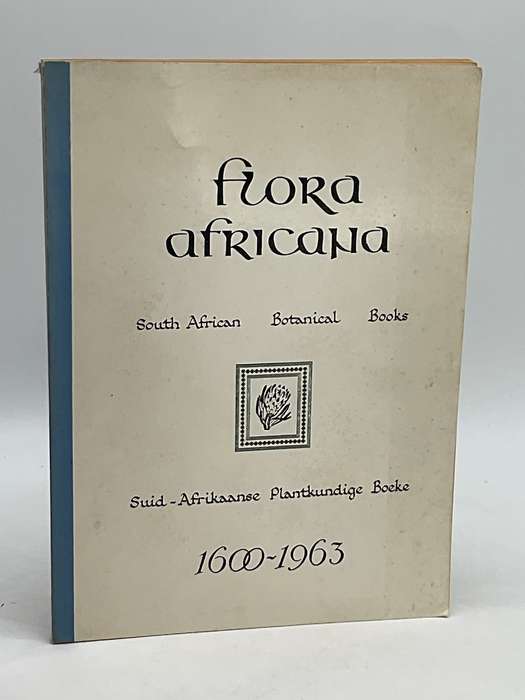 flora
africana
South African Botanical Books
Suid-Afrikaanse Plantkundige Boeke
1600-1963